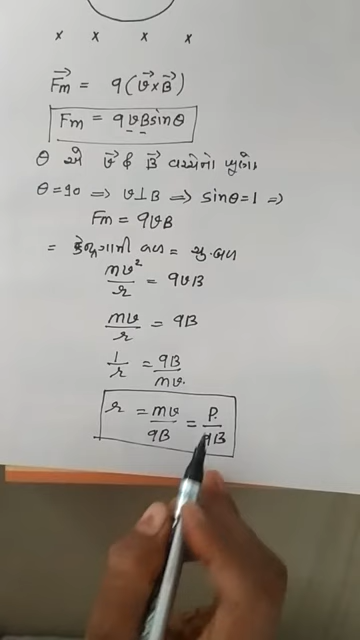 x x x x
F⃗m = q(v⃗×B⃗)
Fm = qvBsinθ
θ એ v⃗ & B⃗ વચ્ચેનો ખુણો.
θ=90 ⟹ v⊥B ⟹ sinθ=1 ⟹
Fm = qvB
= કેન્દ્રગામી બળ = ચુ.બળ
mv²/r = qvB
mv/r = qB
1/r = qB/mv.
r = mv/qB = P/qB